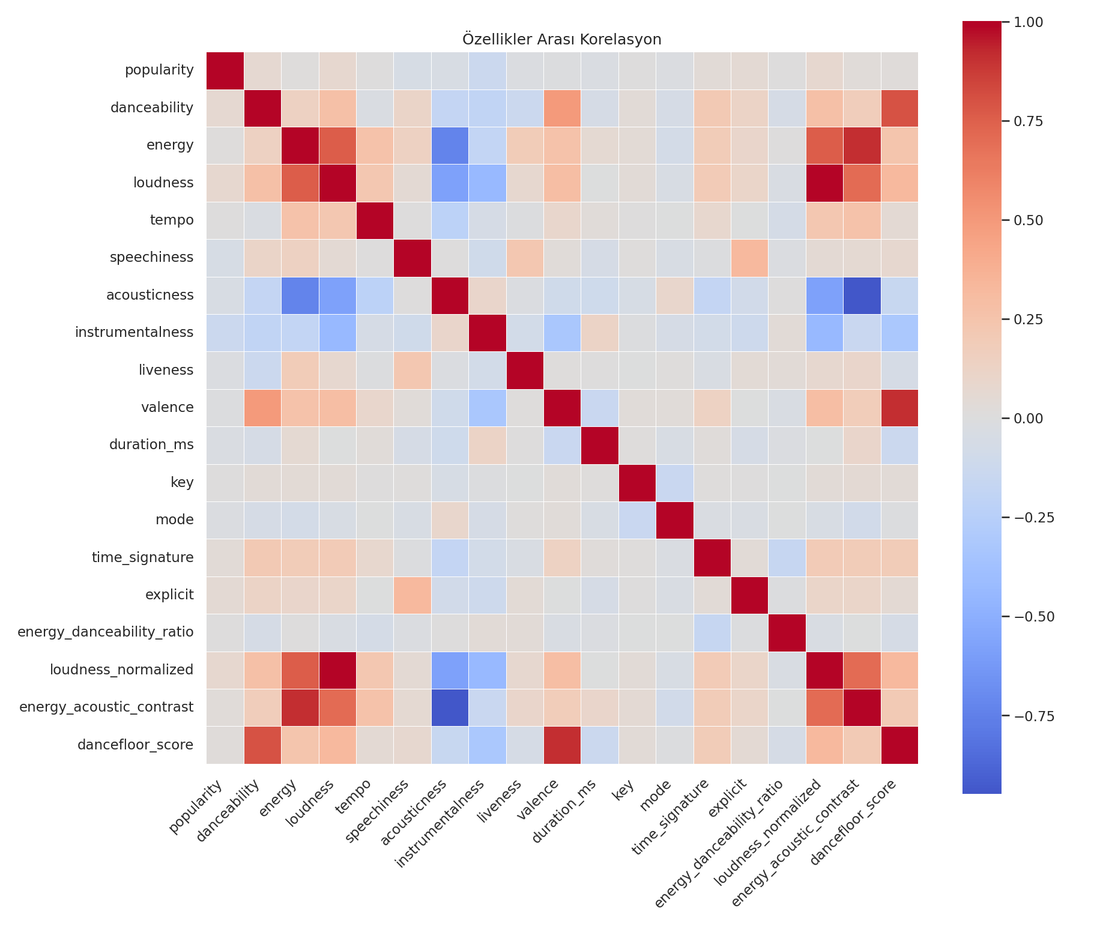 Özellikler Arası Korelasyon
popularity
danceability
energy
loudness
tempo
speechiness
acousticness
instrumentalness
liveness
valence
duration_ms
key
mode
time_signature
explicit
energy_danceability_ratio
loudness_normalized
energy_acoustic_contrast
dancefloor_score
popularity
danceability
energy
loudness
tempo
speechiness
acousticness
instrumentalness
liveness
valence
duration_ms
key
mode
time_signature
explicit
energy_danceability_ratio
loudness_normalized
energy_acoustic_contrast
dancefloor_score
1.00
0.75
0.50
0.25
0.00
−0.25
−0.50
−0.75